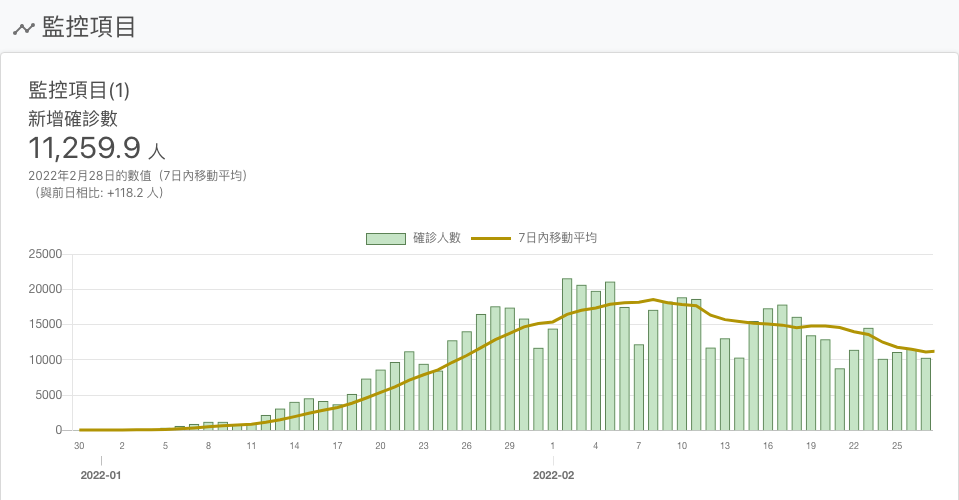 監控項目
監控項目(1)
新增確診數
11,259.9 人
2022年2月28日的數值（7日內移動平均）
（與前日相比: +118.2 人）
確診人數 7日內移動平均
25000
20000
15000
10000
5000
0
30 2 5 8 11 14 17 20 23 26 29 1 4 7 10 13 16 19 22 25
2022-01 2022-02